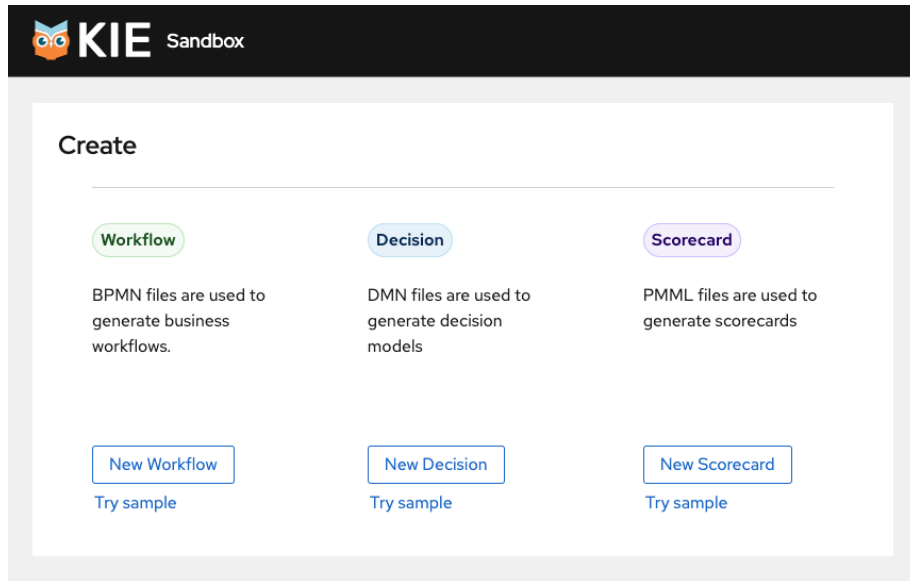 KIE Sandbox
Create
Workflow
BPMN files are used to
generate business
workflows.
New Workflow
Try sample
Decision
DMN files are used to
generate decision
models
New Decision
Try sample
Scorecard
PMML files are used to
generate scorecards
New Scorecard
Try sample